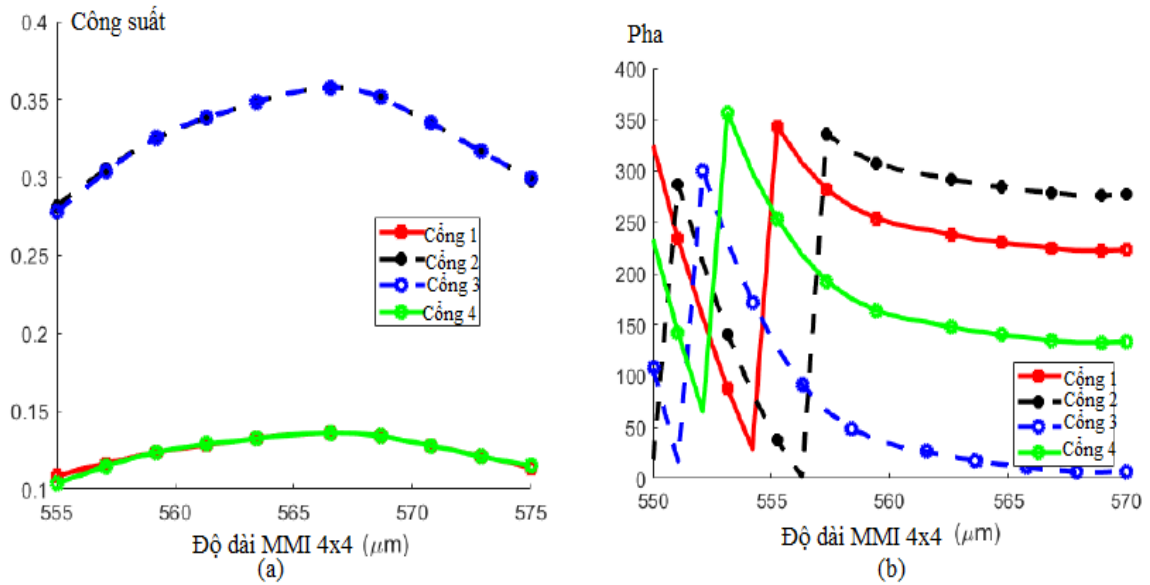 Công suất
0.4
0.35
0.3
0.25
0.2
0.15
0.1
555
560
565
570
575
Cổng 1
Cổng 2
Cổng 3
Cổng 4
Độ dài MMI 4x4 (μm)
(a)
Pha
400
350
300
250
200
150
100
50
0
550
555
560
565
570
Cổng 1
Cổng 2
Cổng 3
Cổng 4
Độ dài MMI 4x4 (μm)
(b)